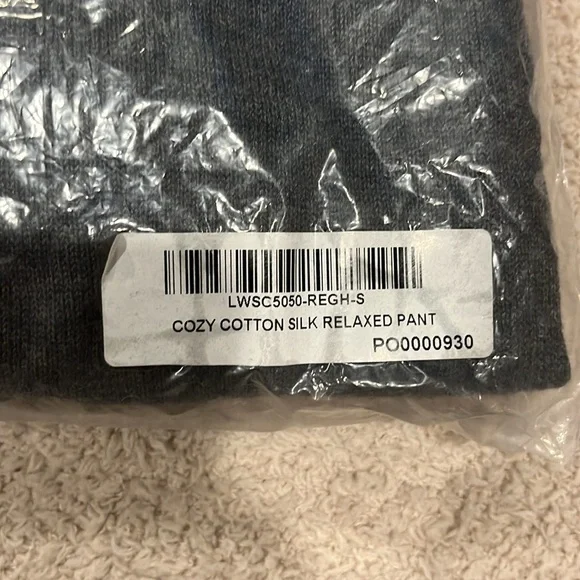 LWSC5050-REGH-S
COZY COTTON SILK RELAXED PANT
PO0000930